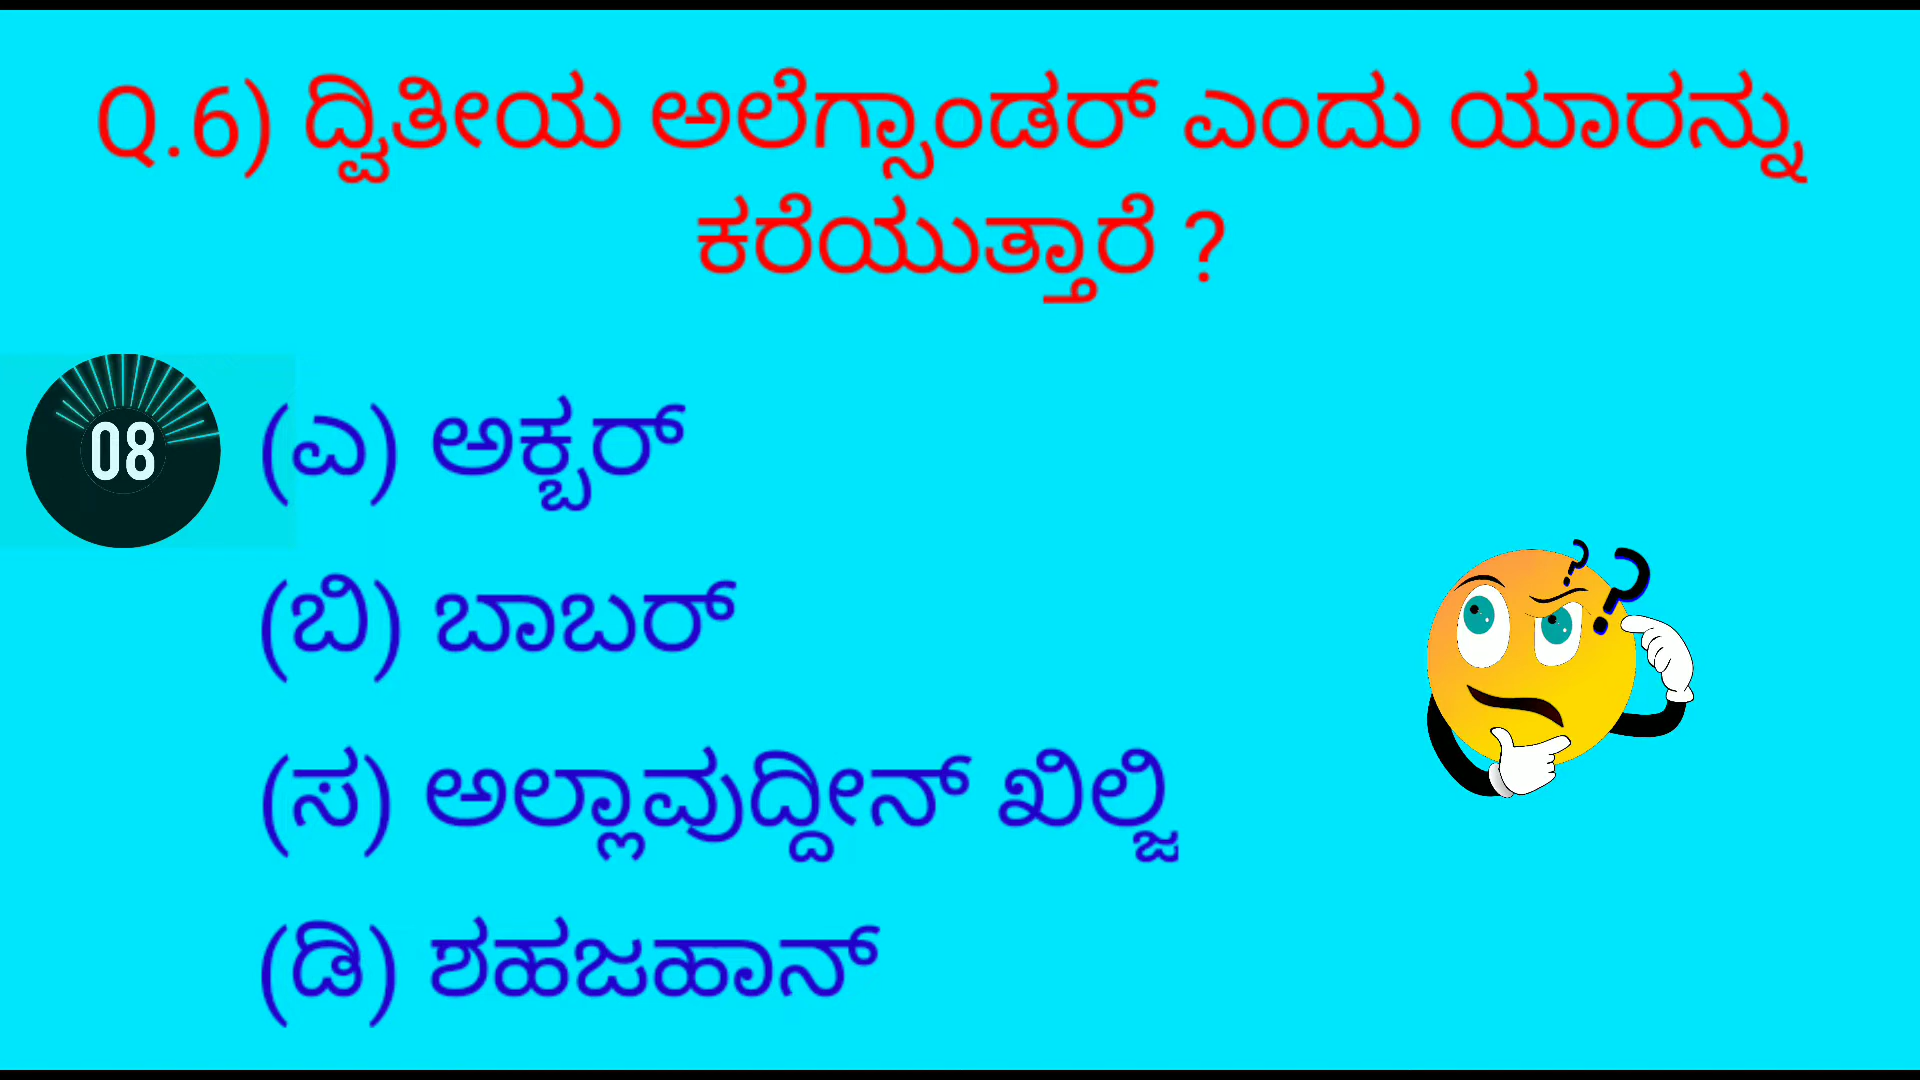 Q.6) ದ್ವಿತೀಯ ಅಲೆಗ್ಸಾಂಡರ್ ಎಂದು ಯಾರನ್ನು
ಕರೆಯುತ್ತಾರೆ ?
08
(ಎ) ಅಕ್ಬರ್
(ಬಿ) ಬಾಬರ್
(ಸ) ಅಲ್ಲಾವುದ್ದೀನ್ ಖಿಲ್ಜಿ
(ಡಿ) ಶಹಜಹಾನ್